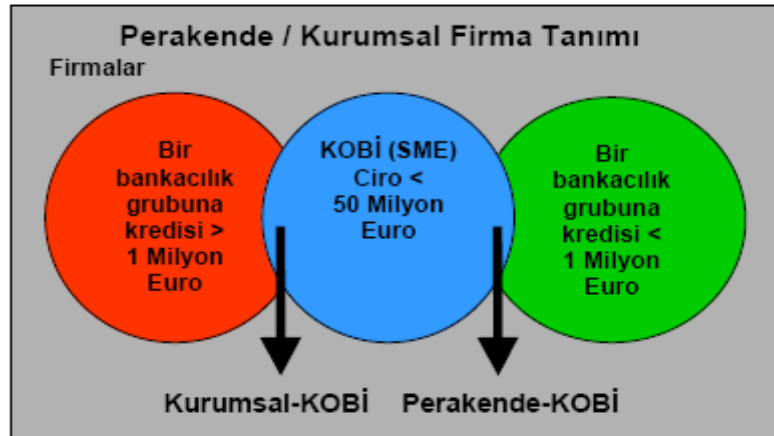 Perakende / Kurumsal Firma Tanımı
Firmalar
Bir
bankacılık
grubuna
kredisi >
1 Milyon
Euro
KOBİ (SME)
Ciro <
50 Milyon
Euro
Bir
bankacılık
grubuna
kredisi <
1 Milyon
Euro
Kurumsal-KOBİ
Perakende-KOBİ